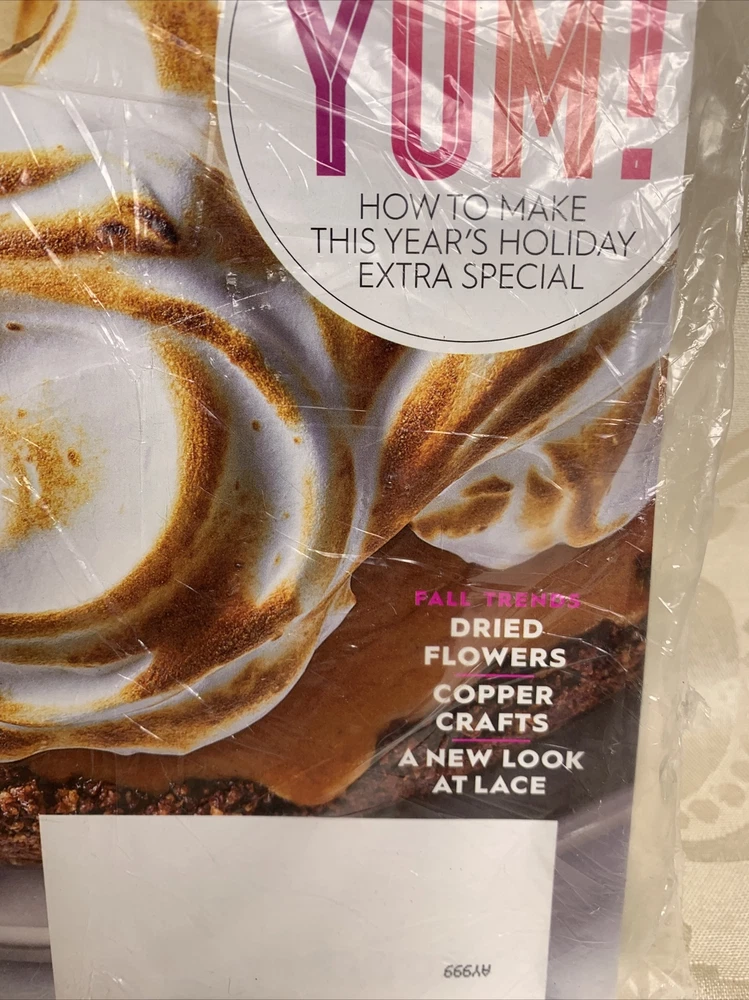 YUM!
HOW TO MAKE
THIS YEAR'S HOLIDAY
EXTRA SPECIAL
FALL TRENDS
DRIED
FLOWERS
COPPER
CRAFTS
A NEW LOOK
AT LACE
AY999